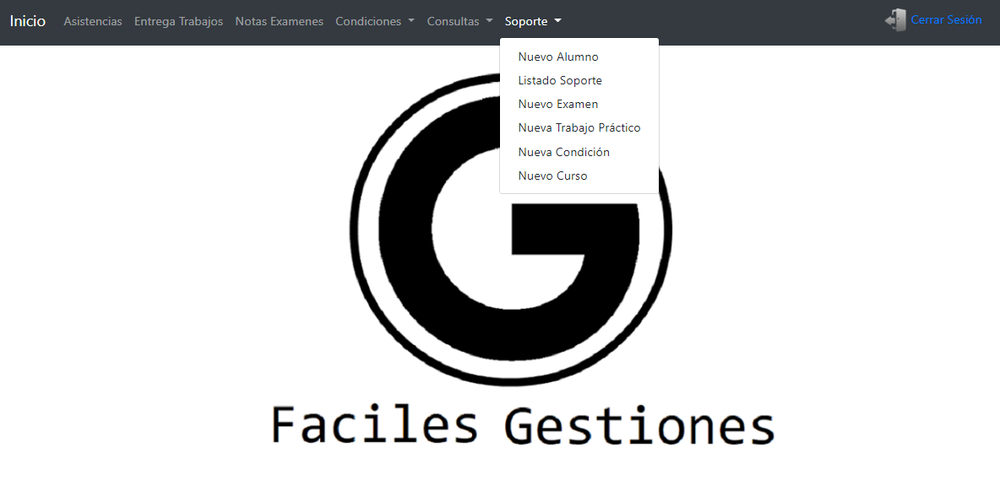 Inicio Asistencias Entrega Trabajos Notas Examenes Condiciones Consultas Soporte Cerrar Sesión
Nuevo Alumno
Listado Soporte
Nuevo Examen
Nueva Trabajo Práctico
Nueva Condición
Nuevo Curso
G
Faciles Gestiones